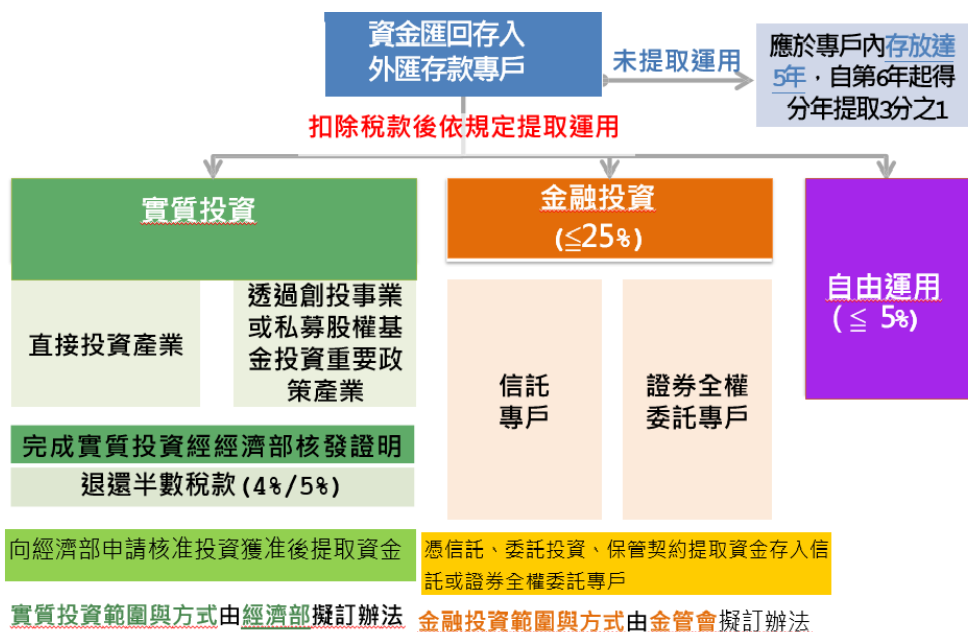 資金匯回存入
外匯存款專戶
未提取運用
應於專戶內存放達
5年，自第6年起得
分年提取3分之1
扣除稅款後依規定提取運用
實質投資
直接投資產業
透過創投事業
或私募股權基
金投資重要政
策產業
完成實質投資經經濟部核發證明
退還半數稅款(4%/5%)
向經濟部申請核准投資獲准後提取資金
實質投資範圍與方式由經濟部擬訂辦法
金融投資
(≦25%)
信託
專戶
證券全權
委託專戶
憑信託、委託投資、保管契約提取資金存入信
託或證券全權委託專戶
金融投資範圍與方式由金管會擬訂辦法
自由運用
(≦ 5%)